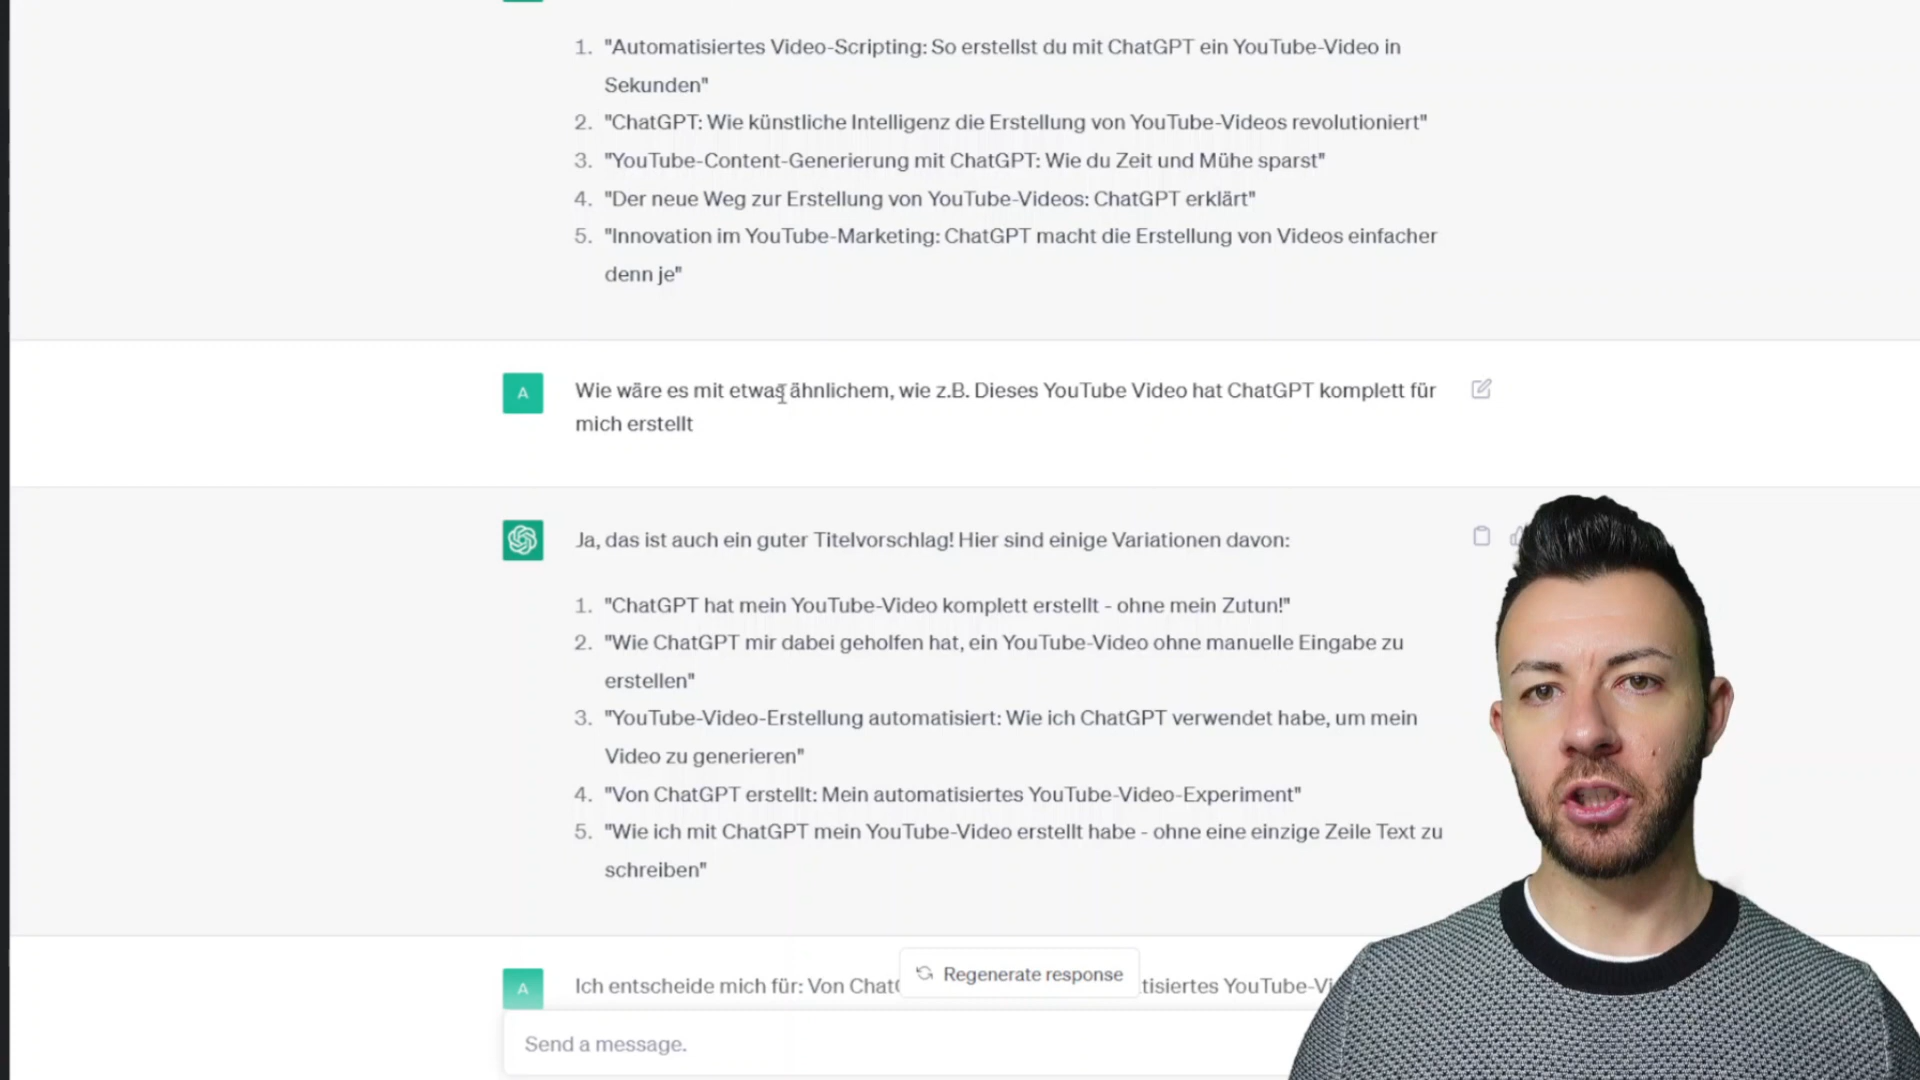 1. "Automatisiertes Video-Scripting: So erstellst du mit ChatGPT ein YouTube-Video in
Sekunden"
2. "ChatGPT: Wie künstliche Intelligenz die Erstellung von YouTube-Videos revolutioniert"
3. "YouTube-Content-Generierung mit ChatGPT: Wie du Zeit und Mühe sparst"
4. "Der neue Weg zur Erstellung von YouTube-Videos: ChatGPT erklärt"
5. "Innovation im YouTube-Marketing: ChatGPT macht die Erstellung von Videos einfacher
denn je"
A
Wie wäre es mit etwas ähnlichem, wie z.B. Dieses YouTube Video hat ChatGPT komplett für
mich erstellt
Ja, das ist auch ein guter Titelvorschlag! Hier sind einige Variationen davon:
1. "ChatGPT hat mein YouTube-Video komplett erstellt - ohne mein Zutun!"
2. "Wie ChatGPT mir dabei geholfen hat, ein YouTube-Video ohne manuelle Eingabe zu
erstellen"
3. "YouTube-Video-Erstellung automatisiert: Wie ich ChatGPT verwendet habe, um mein
Video zu generieren"
4. "Von ChatGPT erstellt: Mein automatisiertes YouTube-Video-Experiment"
5. "Wie ich mit ChatGPT mein YouTube-Video erstellt habe - ohne eine einzige Zeile Text zu
schreiben"
A
Ich entscheide mich für: Von Chat tisiertes YouTube-Vi
Regenerate response
Send a message.